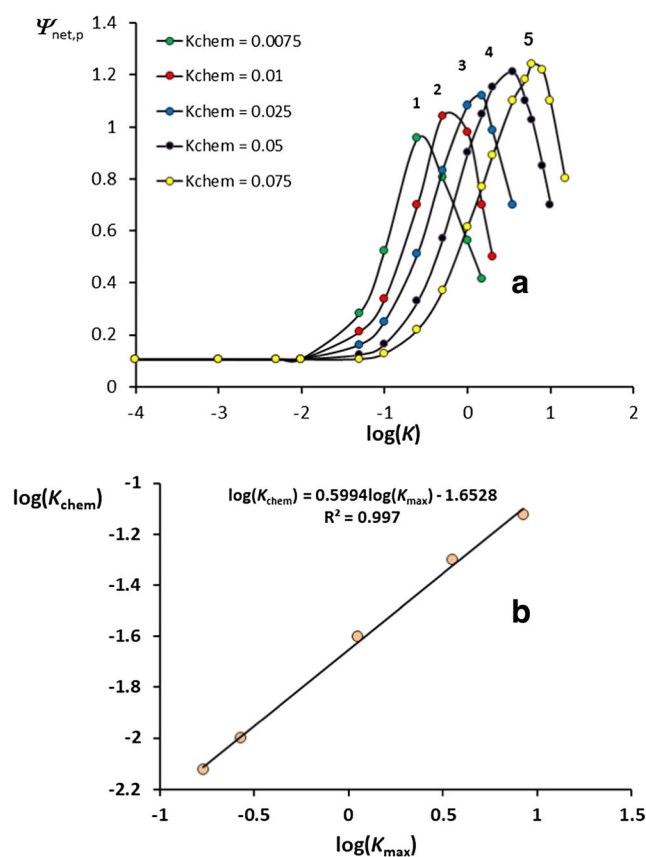 Ψnet,p
1.4
1.2
1
0.8
0.6
0.4
0.2
0
Kchem = 0.0075
Kchem = 0.01
Kchem = 0.025
Kchem = 0.05
Kchem = 0.075
1 2 3 4 5
a
-4 -3 -2 -1 0 1 2
log(K)
log(Kchem)
-1
-1.2
-1.4
-1.6
-1.8
-2
-2.2
log(Kchem) = 0.5994log(Kmax) - 1.6528
R² = 0.997
b
-1 -0.5 0 0.5 1 1.5
log(Kmax)